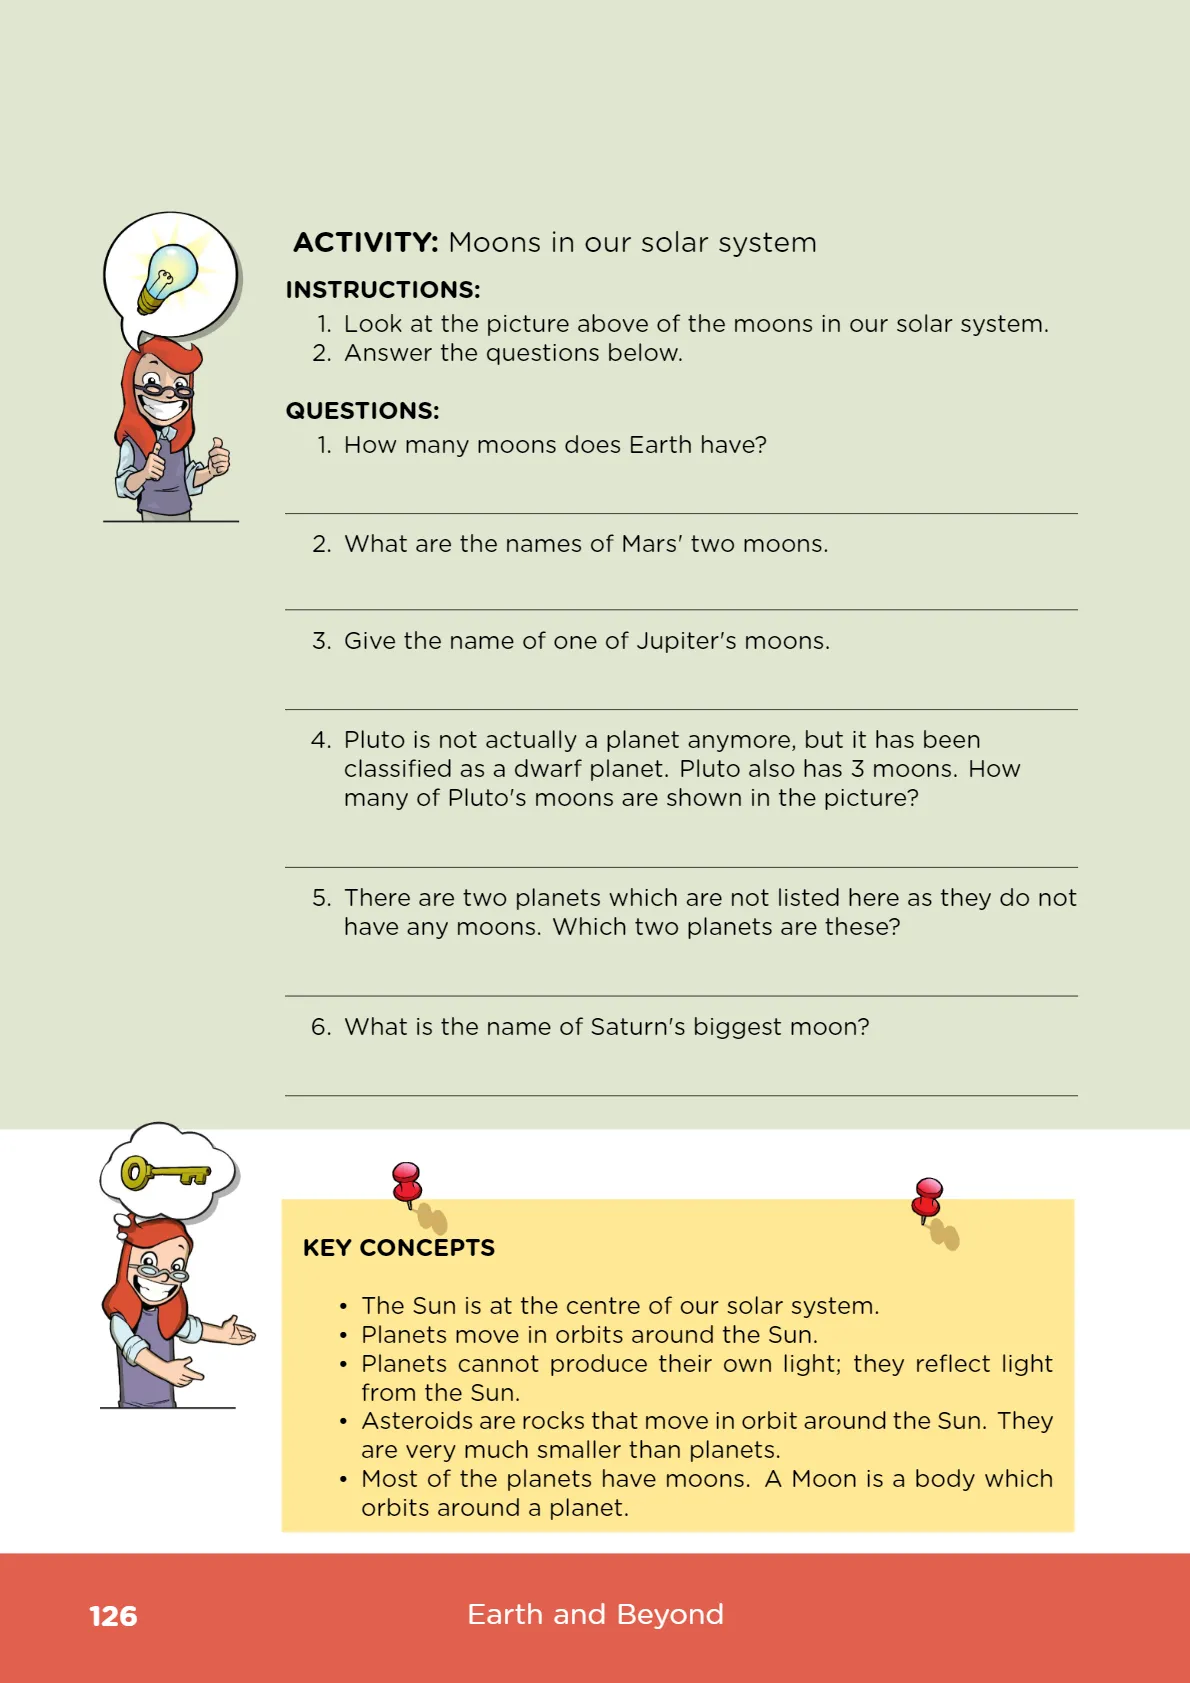 ACTIVITY: Moons in our solar system
INSTRUCTIONS:
1. Look at the picture above of the moons in our solar system.
2. Answer the questions below.
QUESTIONS:
1. How many moons does Earth have?
2. What are the names of Mars' two moons.
3. Give the name of one of Jupiter's moons.
4. Pluto is not actually a planet anymore, but it has been
classified as a dwarf planet. Pluto also has 3 moons. How
many of Pluto's moons are shown in the picture?
5. There are two planets which are not listed here as they do not
have any moons. Which two planets are these?
6. What is the name of Saturn's biggest moon?
KEY CONCEPTS
• The Sun is at the centre of our solar system.
• Planets move in orbits around the Sun.
• Planets cannot produce their own light; they reflect light
from the Sun.
• Asteroids are rocks that move in orbit around the Sun. They
are very much smaller than planets.
• Most of the planets have moons. A Moon is a body which
orbits around a planet.
126
Earth and Beyond